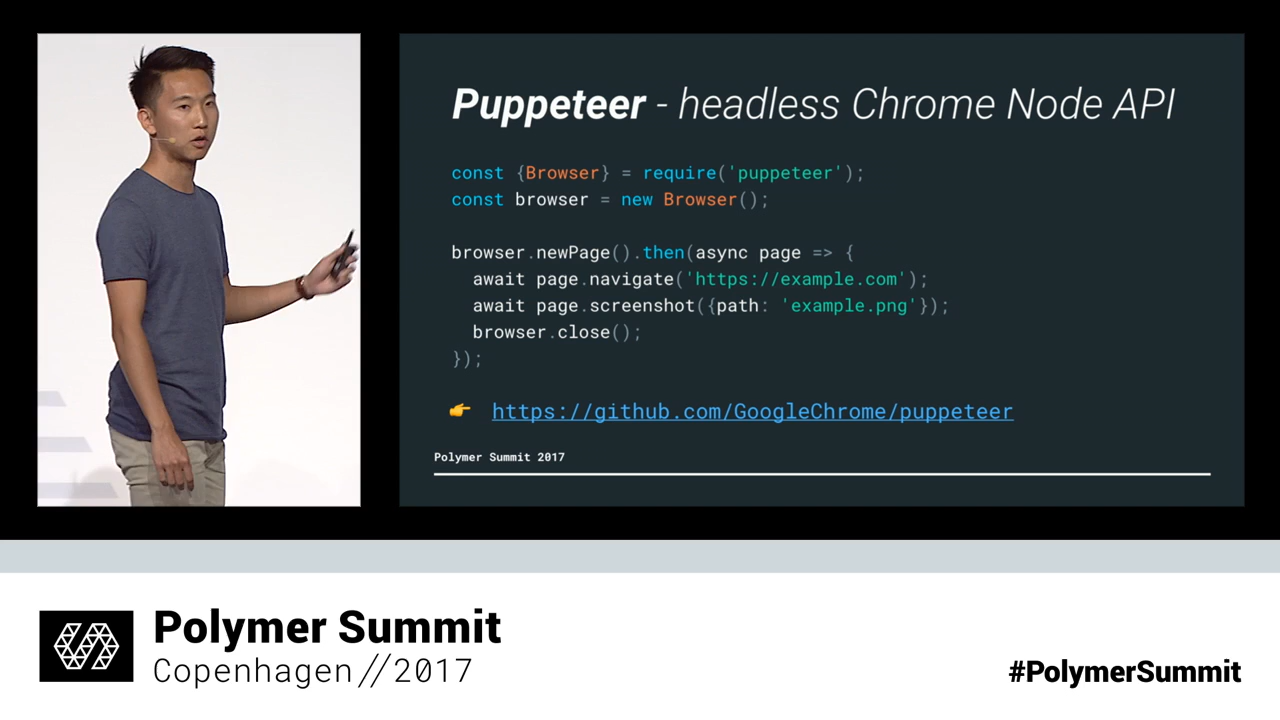 Puppeteer - headless Chrome Node API
const {Browser} = require('puppeteer');
const browser = new Browser();
browser.newPage().then(async page => {
  await page.navigate('https://example.com');
  await page.screenshot({path: 'example.png'});
  browser.close();
});
👉 https://github.com/GoogleChrome/puppeteer
Polymer Summit 2017
Polymer Summit
Copenhagen//2017
#PolymerSummit